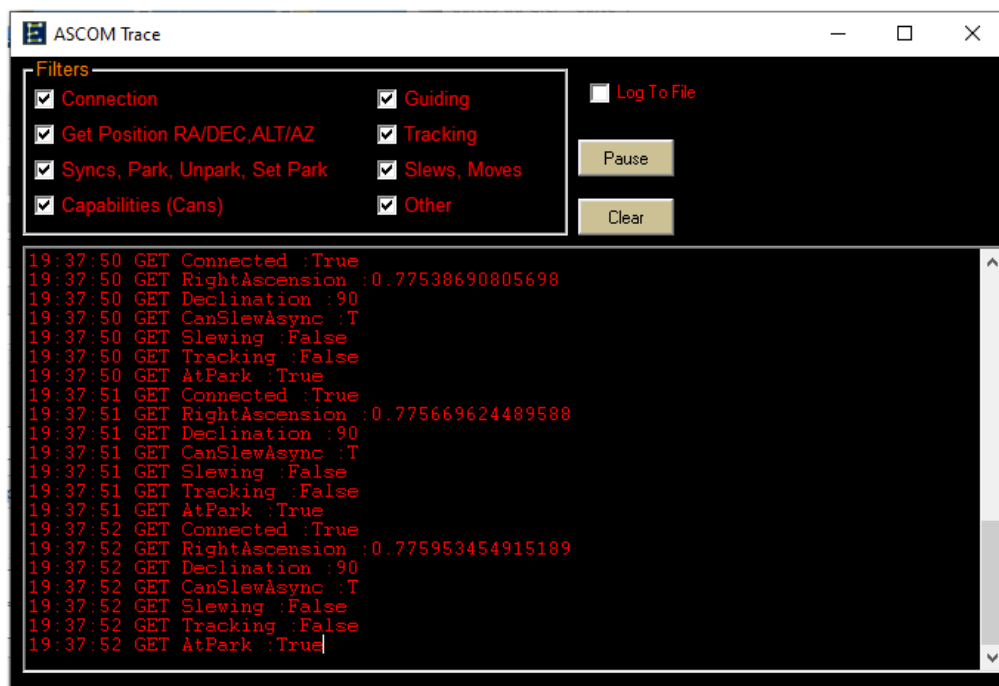 ASCOM Trace
Filters
Connection
Guiding
Log To File
Get Position RA/DEC,ALT/AZ
Tracking
Pause
Syncs, Park, Unpark, Set Park
Slews, Moves
Capabilities (Cans)
Other
Clear
19:37:50 GET Connected :True
19:37:50 GET RightAscension :0.77538690805698
19:37:50 GET Declination :90
19:37:50 GET CanSlewAsync :T
19:37:50 GET Slewing :False
19:37:50 GET Tracking :False
19:37:50 GET AtPark :True
19:37:51 GET Connected :True
19:37:51 GET RightAscension :0.775669624489588
19:37:51 GET Declination :90
19:37:51 GET CanSlewAsync :T
19:37:51 GET Slewing :False
19:37:51 GET Tracking :False
19:37:51 GET AtPark :True
19:37:52 GET Connected :True
19:37:52 GET RightAscension :0.775953454915189
19:37:52 GET Declination :90
19:37:52 GET CanSlewAsync :T
19:37:52 GET Slewing :False
19:37:52 GET Tracking :False
19:37:52 GET AtPark :True